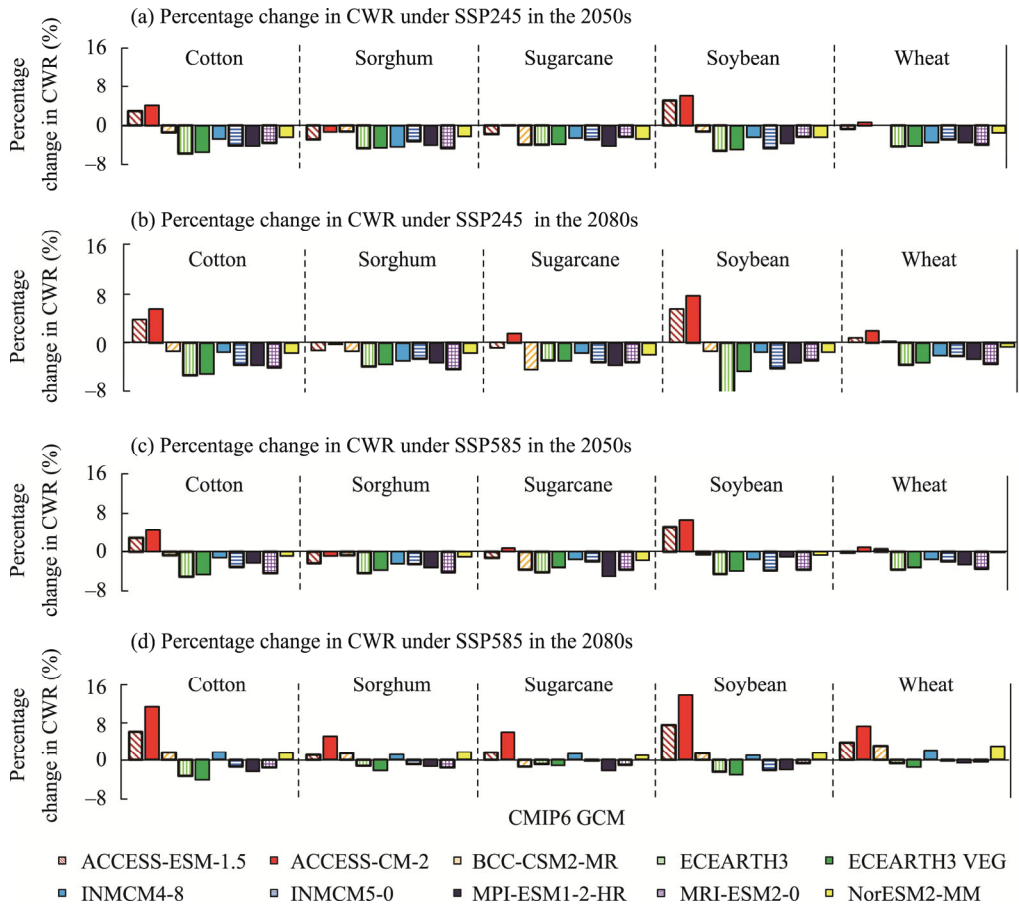 (a) Percentage change in CWR under SSP245 in the 2050s
Percentage
change in CWR (%)
16
8
0
–8
Cotton Sorghum Sugarcane Soybean Wheat
(b) Percentage change in CWR under SSP245 in the 2080s
Percentage
change in CWR (%)
16
8
0
–8
Cotton Sorghum Sugarcane Soybean Wheat
(c) Percentage change in CWR under SSP585 in the 2050s
Percentage
change in CWR (%)
16
8
0
–8
Cotton Sorghum Sugarcane Soybean Wheat
(d) Percentage change in CWR under SSP585 in the 2080s
Percentage
change in CWR (%)
16
8
0
–8
Cotton Sorghum Sugarcane Soybean Wheat
CMIP6 GCM
ACCESS-ESM-1.5 ACCESS-CM-2 BCC-CSM2-MR ECEARTH3 ECEARTH3 VEG
INMCM4-8 INMCM5-0 MPI-ESM1-2-HR MRI-ESM2-0 NorESM2-MM